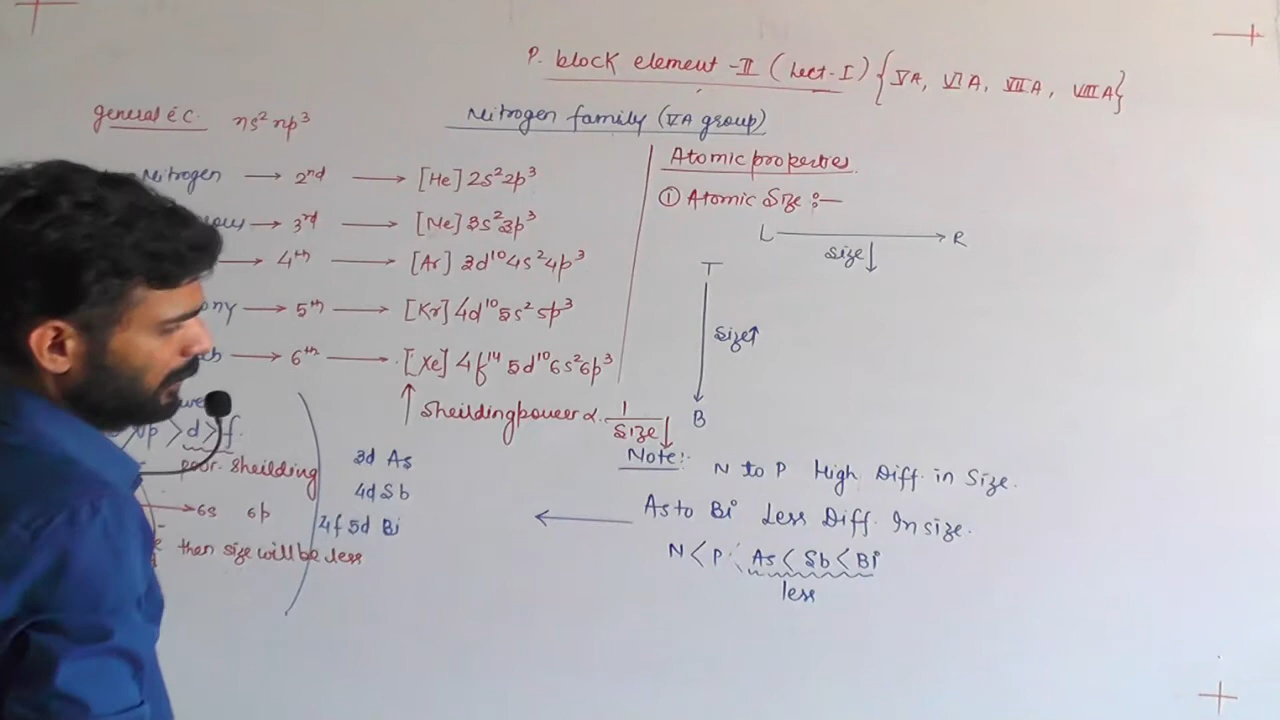 P. block element -II (Lect-I) {VA, VIA, VIIA, VIIIA}
general e⁻c. ns² np³
Nitrogen family (VA group)
Nitrogen → 2nd → [He] 2s² 2p³
→ 3rd → [Ne] 3s² 3p³
→ 4th → [Ar] 3d¹⁰ 4s² 4p³
ny → 5th → [Kr] 4d¹⁰ 5s² 5p³
→ 6th → [Xe] 4f¹⁴ 5d¹⁰ 6s² 6p³
↑ Sheilding power α 1/Size ↓
p > d > f
poor sheilding
→ 6s 6p
then size will be less
3d As
4d Sb
4f 5d Bi
Atomic properties
① Atomic Size :—
L → R
Size ↓
T
Size ↑
B
Note:-
N to P High Diff. in Size.
← As to Bi Less Diff. In size.
N < P < As < Sb < Bi
less